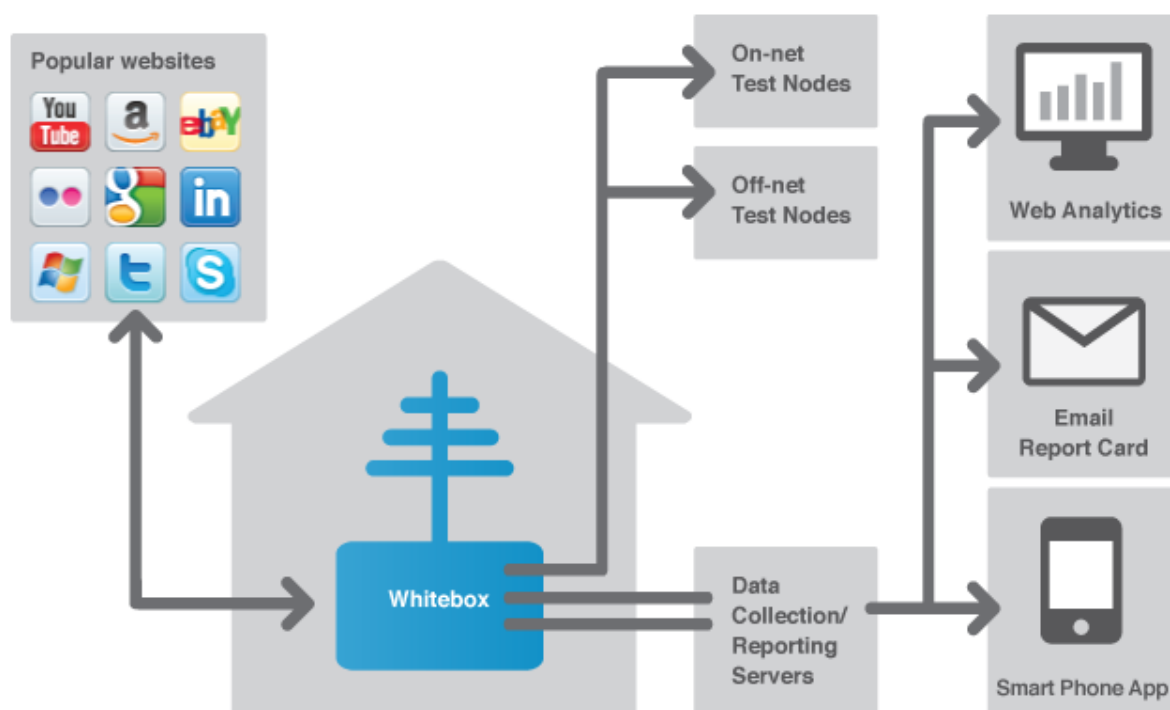 Popular websites
You
Tube
a
ebaY
g
in
t
S
On-net
Test Nodes
Off-net
Test Nodes
Whitebox
Data
Collection/
Reporting
Servers
Web Analytics
Email
Report Card
Smart Phone App